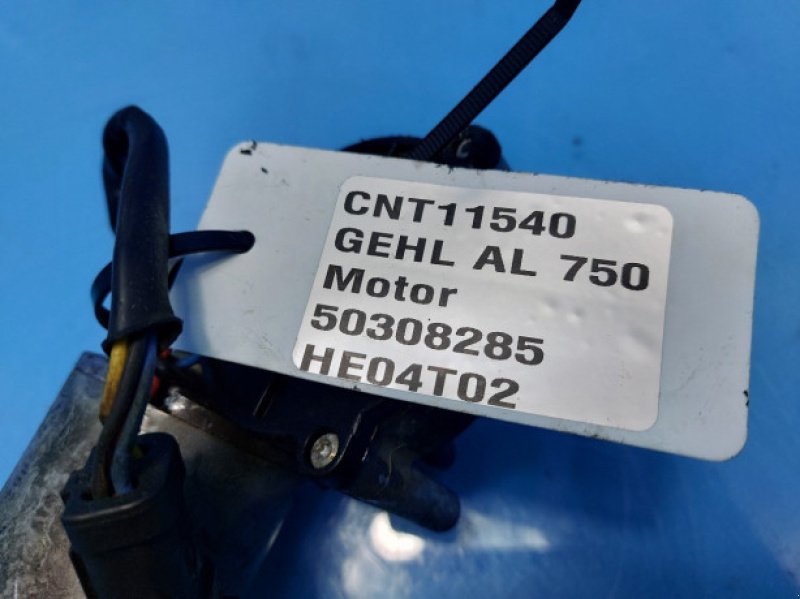 CNT11540
GEHL AL 750
Motor
50308285
HE04T02